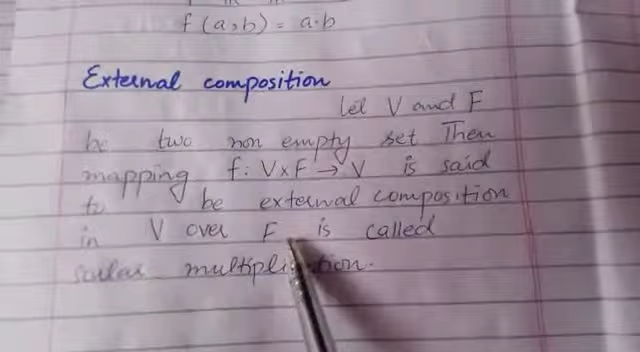 f(a,b) = a.b
External composition
Let V and F
be two non empty set Then
mapping f: V×F → V is said
to be external composition
in V over F is called
scalar